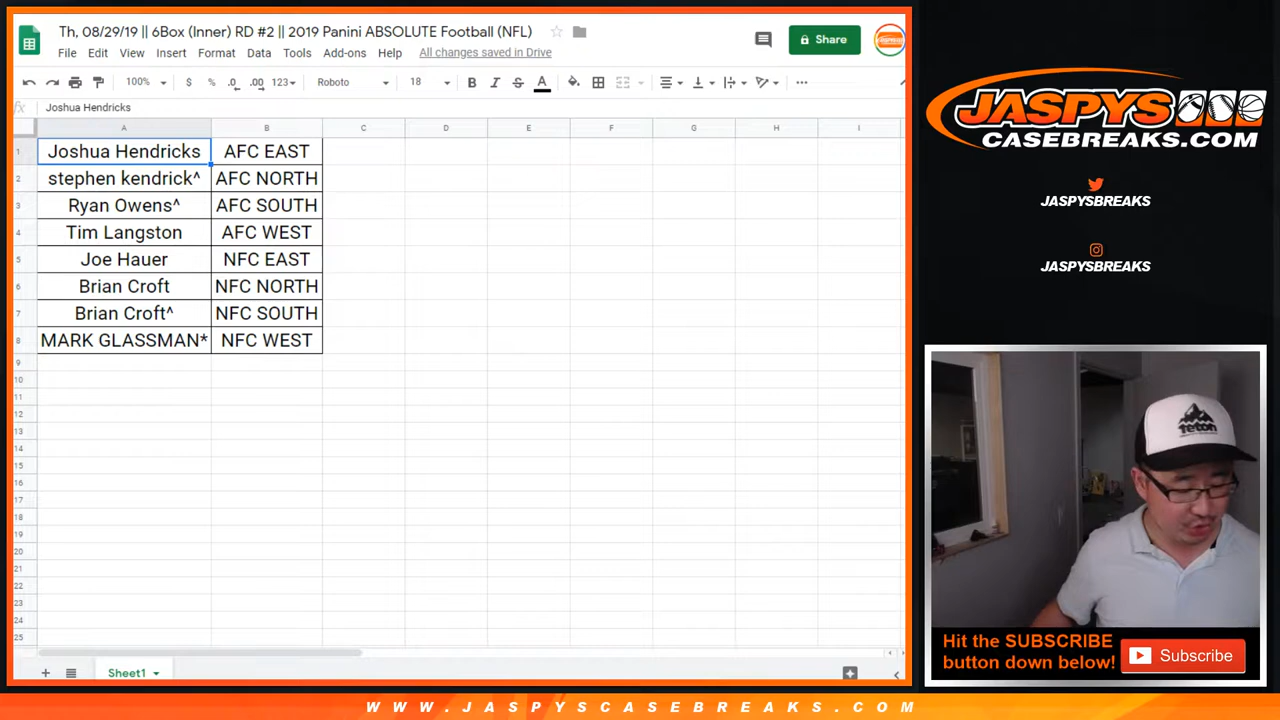 Th, 08/29/19 || 6Box (Inner) RD #2 || 2019 Panini ABSOLUTE Football (NFL)
File Edit View Insert Format Data Tools Add-ons Help All changes saved in Drive
Share
100% $ % .0 .00 123 Roboto 18 B I S A
fx Joshua Hendricks
A B C D E F G H I
1 Joshua Hendricks AFC EAST
2 stephen kendrick^ AFC NORTH
3 Ryan Owens^ AFC SOUTH
4 Tim Langston AFC WEST
5 Joe Hauer NFC EAST
6 Brian Croft NFC NORTH
7 Brian Croft^ NFC SOUTH
8 MARK GLASSMAN* NFC WEST
9
10
11
12
13
14
15
16
17
18
19
20
21
22
23
24
25
Sheet1
JASPYS
CASEBREAKS.COM
JASPYSBREAKS
JASPYSBREAKS
teton
Hit the SUBSCRIBE
button down below!
Subscribe
WWW.JASPYSCASEBREAKS.COM